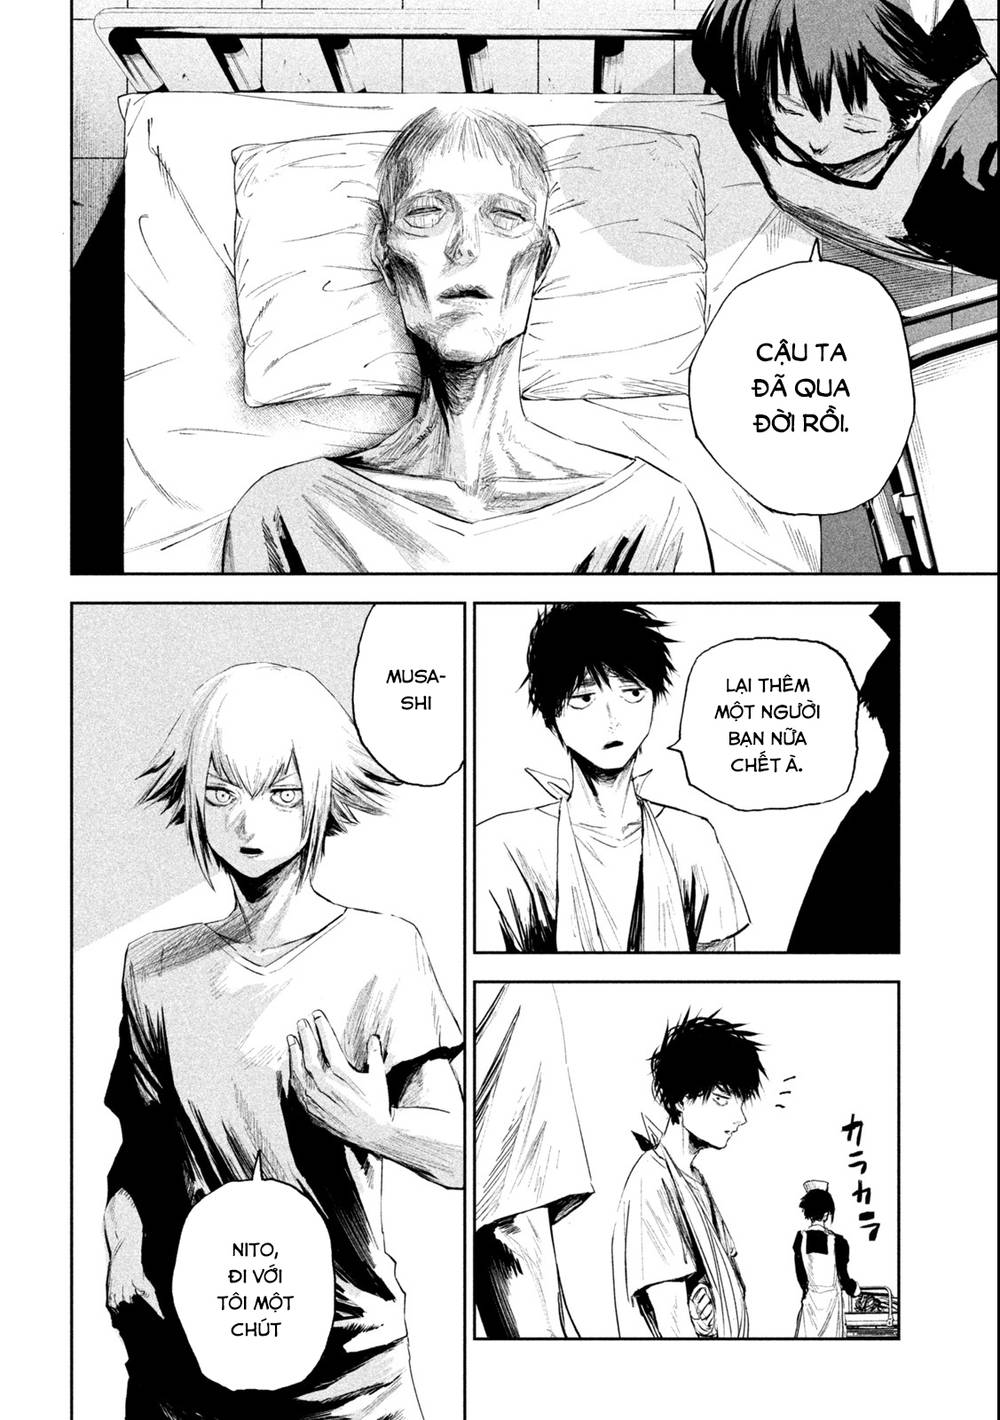 CẬU TA
ĐÃ QUA
ĐỜI RỒI.
LẠI THÊM
MỘT NGƯỜI
BẠN NỮA
CHẾT À.
カラカラ
MUSA-
SHI
NITO,
ĐI VỚI
TÔI MỘT
CHÚT